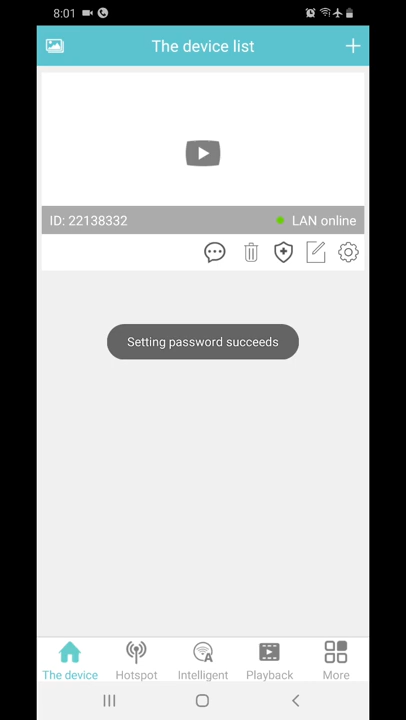 8:01
The device list
ID: 22138332
LAN online
Setting password succeeds
The device
Hotspot
Intelligent
Playback
More